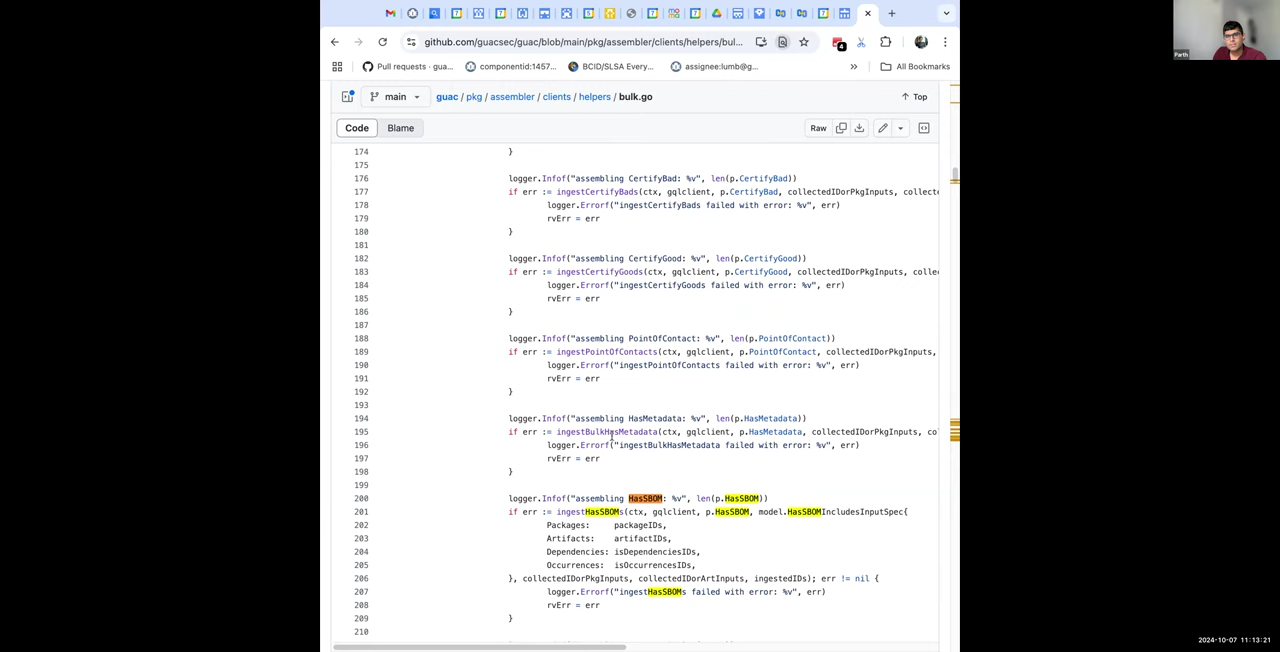 github.com/guacsec/guac/blob/main/pkg/assembler/clients/helpers/bul...
4
Parth
Pull requests · gua...
componentid:1457...
BCID/SLSA Every...
assignee:lumb@g...
»
All Bookmarks
main
guac / pkg / assembler / clients / helpers / bulk.go
Top
Code
Blame
Raw
174 }
175
176 logger.Infof("assembling CertifyBad: %v", len(p.CertifyBad))
177 if err := ingestCertifyBads(ctx, gqlclient, p.CertifyBad, collectedIDorPkgInputs, collecte
178 logger.Errorf("ingestCertifyBads failed with error: %v", err)
179 rvErr = err
180 }
181
182 logger.Infof("assembling CertifyGood: %v", len(p.CertifyGood))
183 if err := ingestCertifyGoods(ctx, gqlclient, p.CertifyGood, collectedIDorPkgInputs, colle
184 logger.Errorf("ingestCertifyGoods failed with error: %v", err)
185 rvErr = err
186 }
187
188 logger.Infof("assembling PointOfContact: %v", len(p.PointOfContact))
189 if err := ingestPointOfContacts(ctx, gqlclient, p.PointOfContact, collectedIDorPkgInputs,
190 logger.Errorf("ingestPointOfContacts failed with error: %v", err)
191 rvErr = err
192 }
193
194 logger.Infof("assembling HasMetadata: %v", len(p.HasMetadata))
195 if err := ingestBulkHasMetadata(ctx, gqlclient, p.HasMetadata, collectedIDorPkgInputs, co
196 logger.Errorf("ingestBulkHasMetadata failed with error: %v", err)
197 rvErr = err
198 }
199
200 logger.Infof("assembling HasSBOM: %v", len(p.HasSBOM))
201 if err := ingestHasSBOMs(ctx, gqlclient, p.HasSBOM, model.HasSBOMIncludesInputSpec{
202 Packages: packageIDs,
203 Artifacts: artifactIDs,
204 Dependencies: isDependenciesIDs,
205 Occurrences: isOccurrencesIDs,
206 }, collectedIDorPkgInputs, collectedIDorArtInputs, ingestedIDs); err != nil {
207 logger.Errorf("ingestHasSBOMs failed with error: %v", err)
208 rvErr = err
209 }
210
2024-10-07 11:13:21